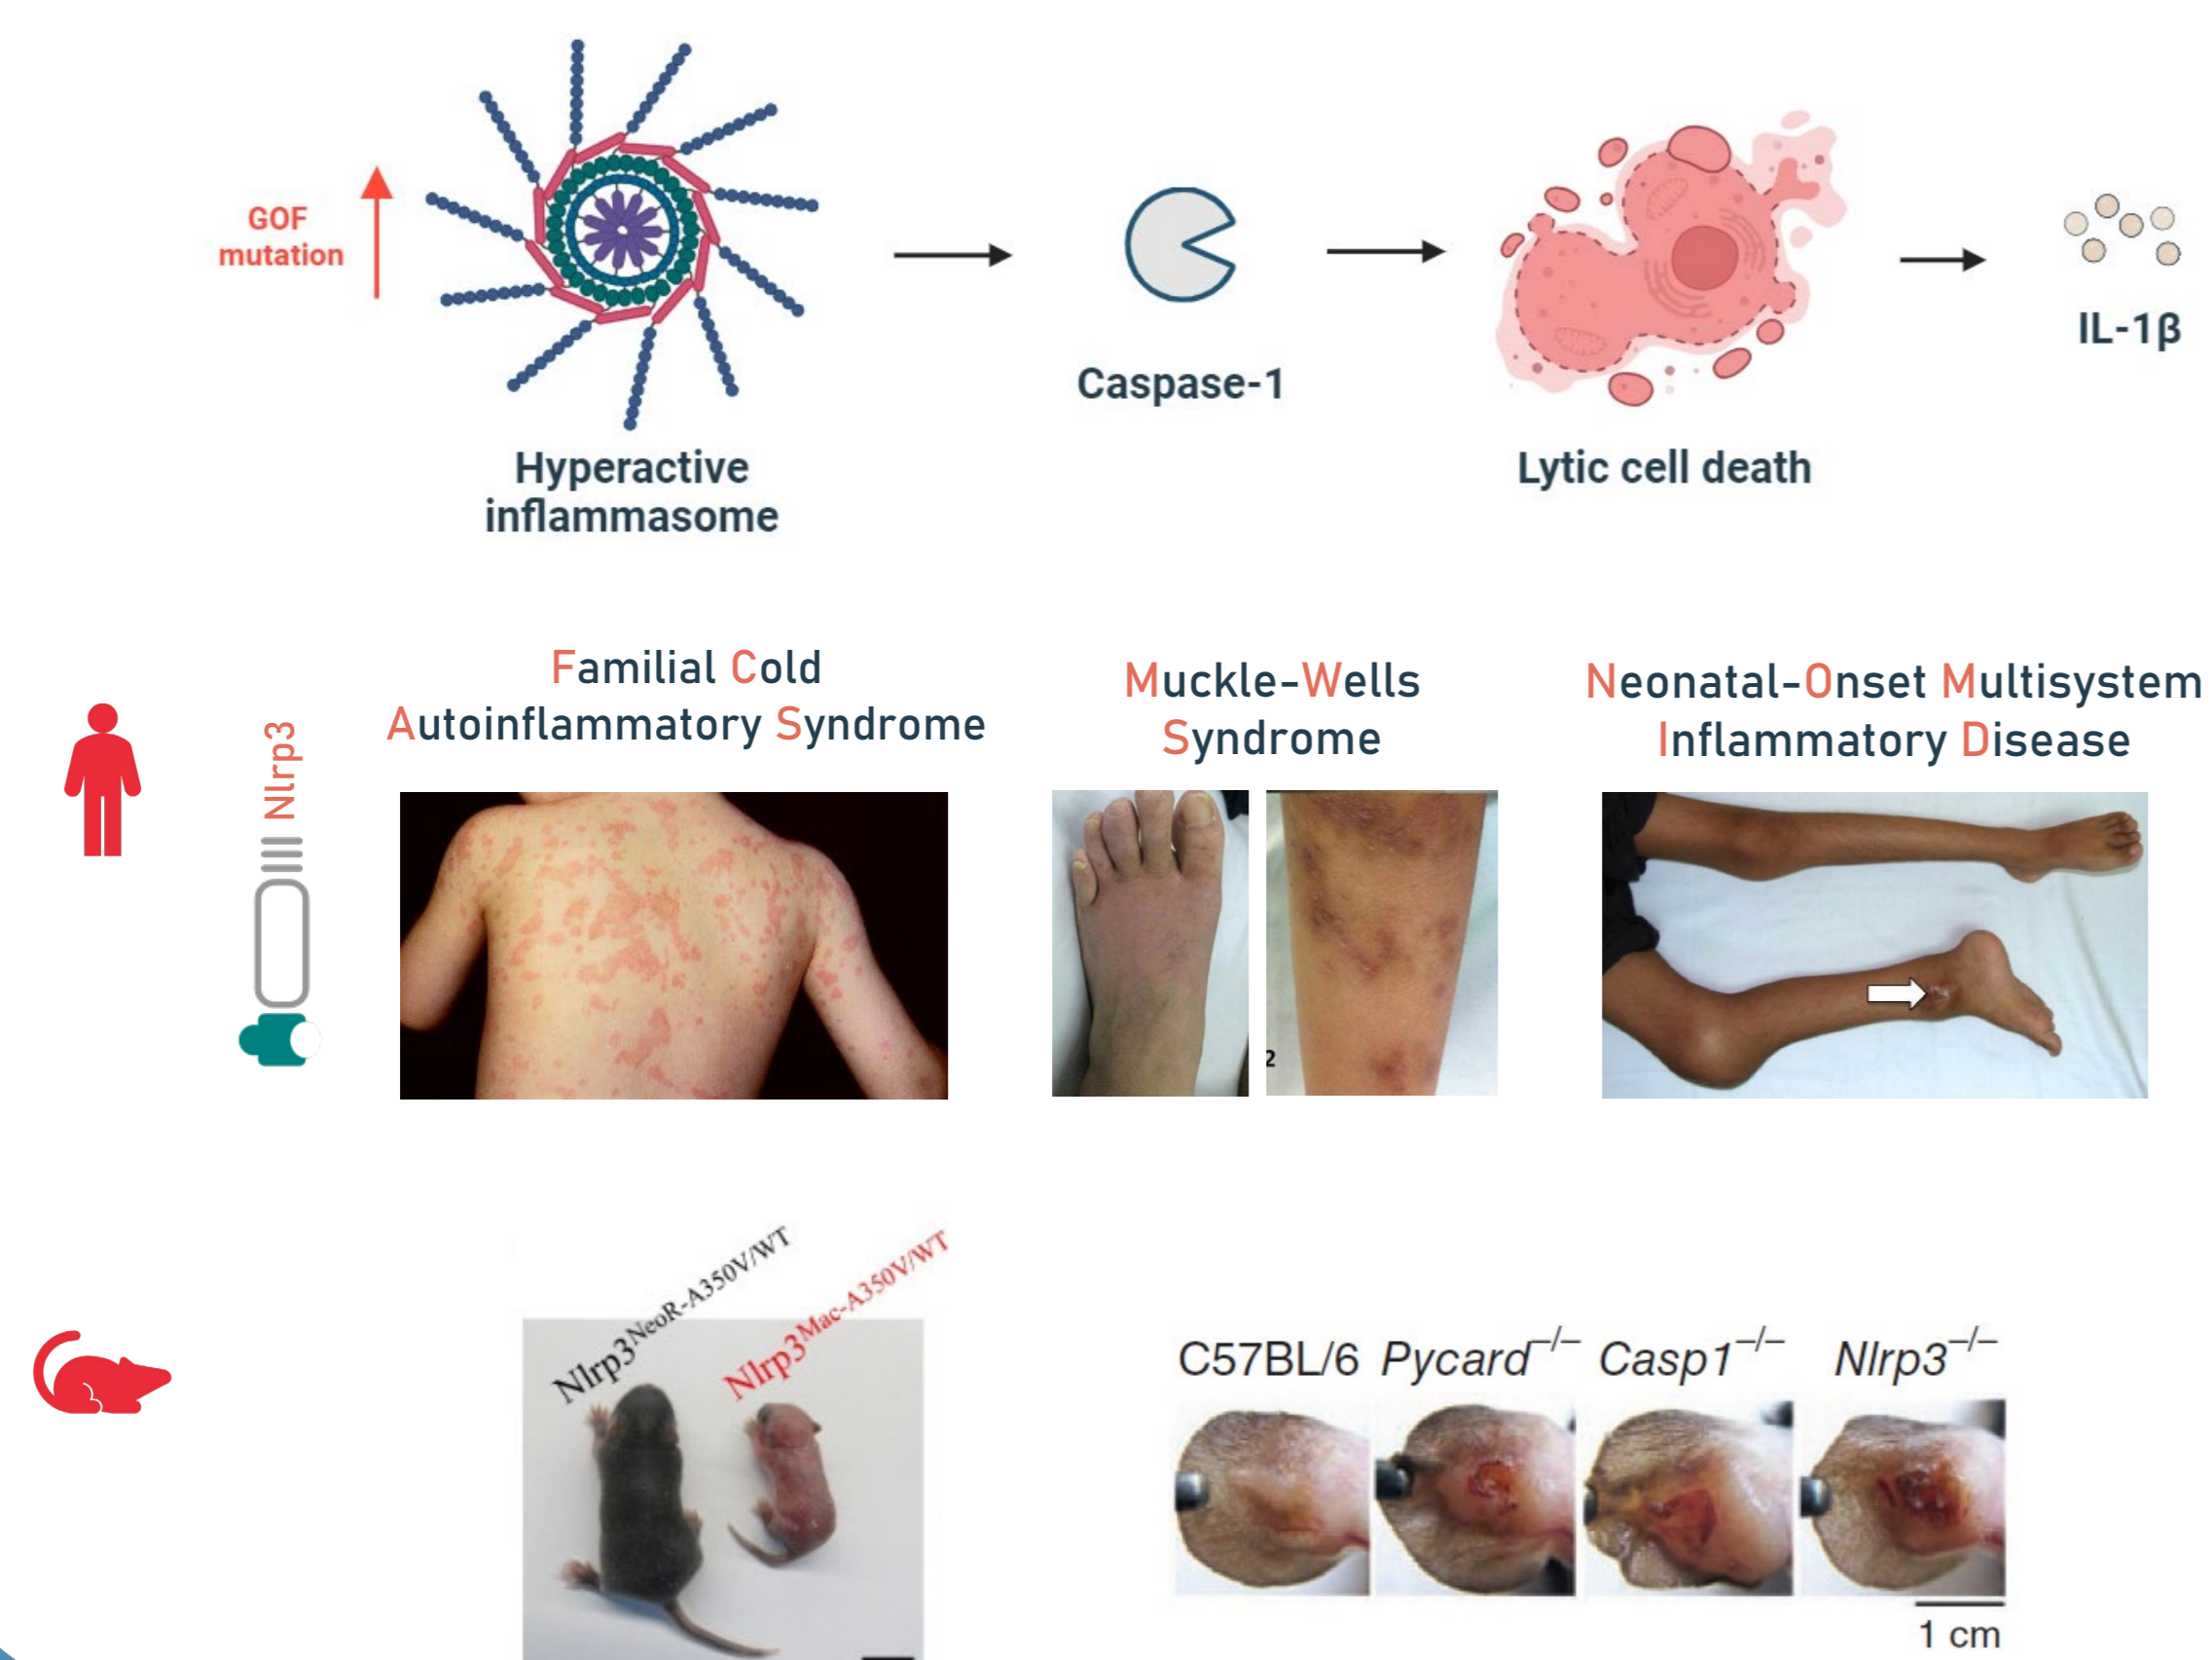 GOF
mutation
Hyperactive
inflammasome
Caspase-1
Lytic cell death
IL-1β
Nlrp3
Familial Cold
Autoinflammatory Syndrome
Muckle-Wells
Syndrome
Neonatal-Onset Multisystem
Inflammatory Disease
2
Nlrp3NeoR-A350V/WT
Nlrp3Mac-A350V/WT
C57BL/6 Pycard–/– Casp1–/– Nlrp3–/–
1 cm